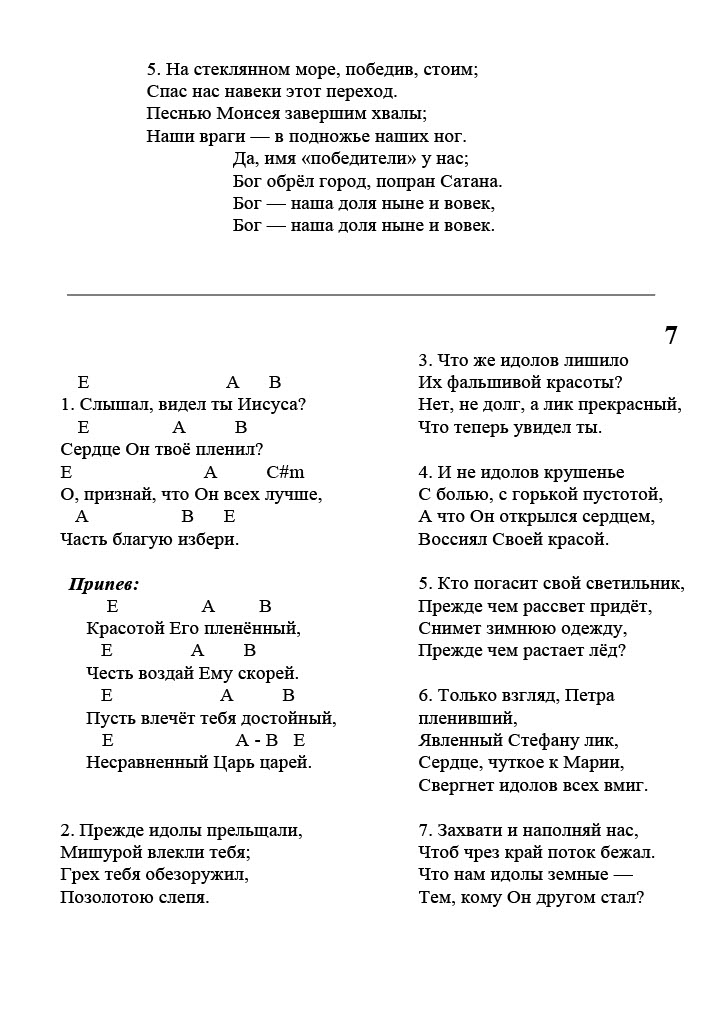 5. На стеклянном море, победив, стоим;
Спас нас навеки этот переход.
Песнью Моисея завершим хвалы;
Наши враги — в подножье наших ног.
Да, имя «победители» у нас;
Бог обрёл город, попран Сатана.
Бог — наша доля ныне и вовек,
Бог — наша доля ныне и вовек.
7
E A B
1. Слышал, видел ты Иисуса?
E A B
Сердце Он твоё пленил?
E A C#m
О, признай, что Он всех лучше,
A B E
Часть благую избери.
Припев:
E A B
Красотой Его пленённый,
E A B
Честь воздай Ему скорей.
E A B
Пусть влечёт тебя достойный,
E A - B E
Несравненный Царь царей.
2. Прежде идолы прельщали,
Мишурой влекли тебя;
Грех тебя обезоружил,
Позолотою слепя.
3. Что же идолов лишило
Их фальшивой красоты?
Нет, не долг, а лик прекрасный,
Что теперь увидел ты.
4. И не идолов крушенье
С болью, с горькой пустотой,
А что Он открылся сердцем,
Воссиял Своей красой.
5. Кто погасит свой светильник,
Прежде чем рассвет придёт,
Снимет зимнюю одежду,
Прежде чем растает лёд?
6. Только взгляд, Петра
пленивший,
Явленный Стефану лик,
Сердце, чуткое к Марии,
Свергнет идолов всех вмиг.
7. Захвати и наполняй нас,
Чтоб чрез край поток бежал.
Что нам идолы земные —
Тем, кому Он другом стал?